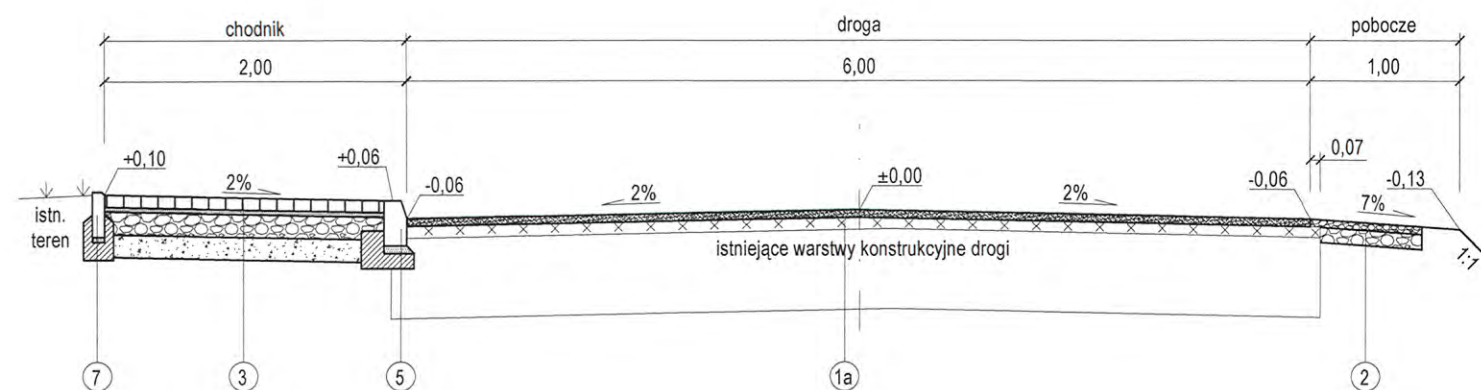 chodnik
droga
pobocze
2,00
6,00
1,00
+0,10
+0,06
-0,06
±0,00
-0,06
0,07
-0,13
2%
2%
2%
7%
istn.
teren
istniejące warstwy konstrukcyjne drogi
1:1
7
3
5
1a
2